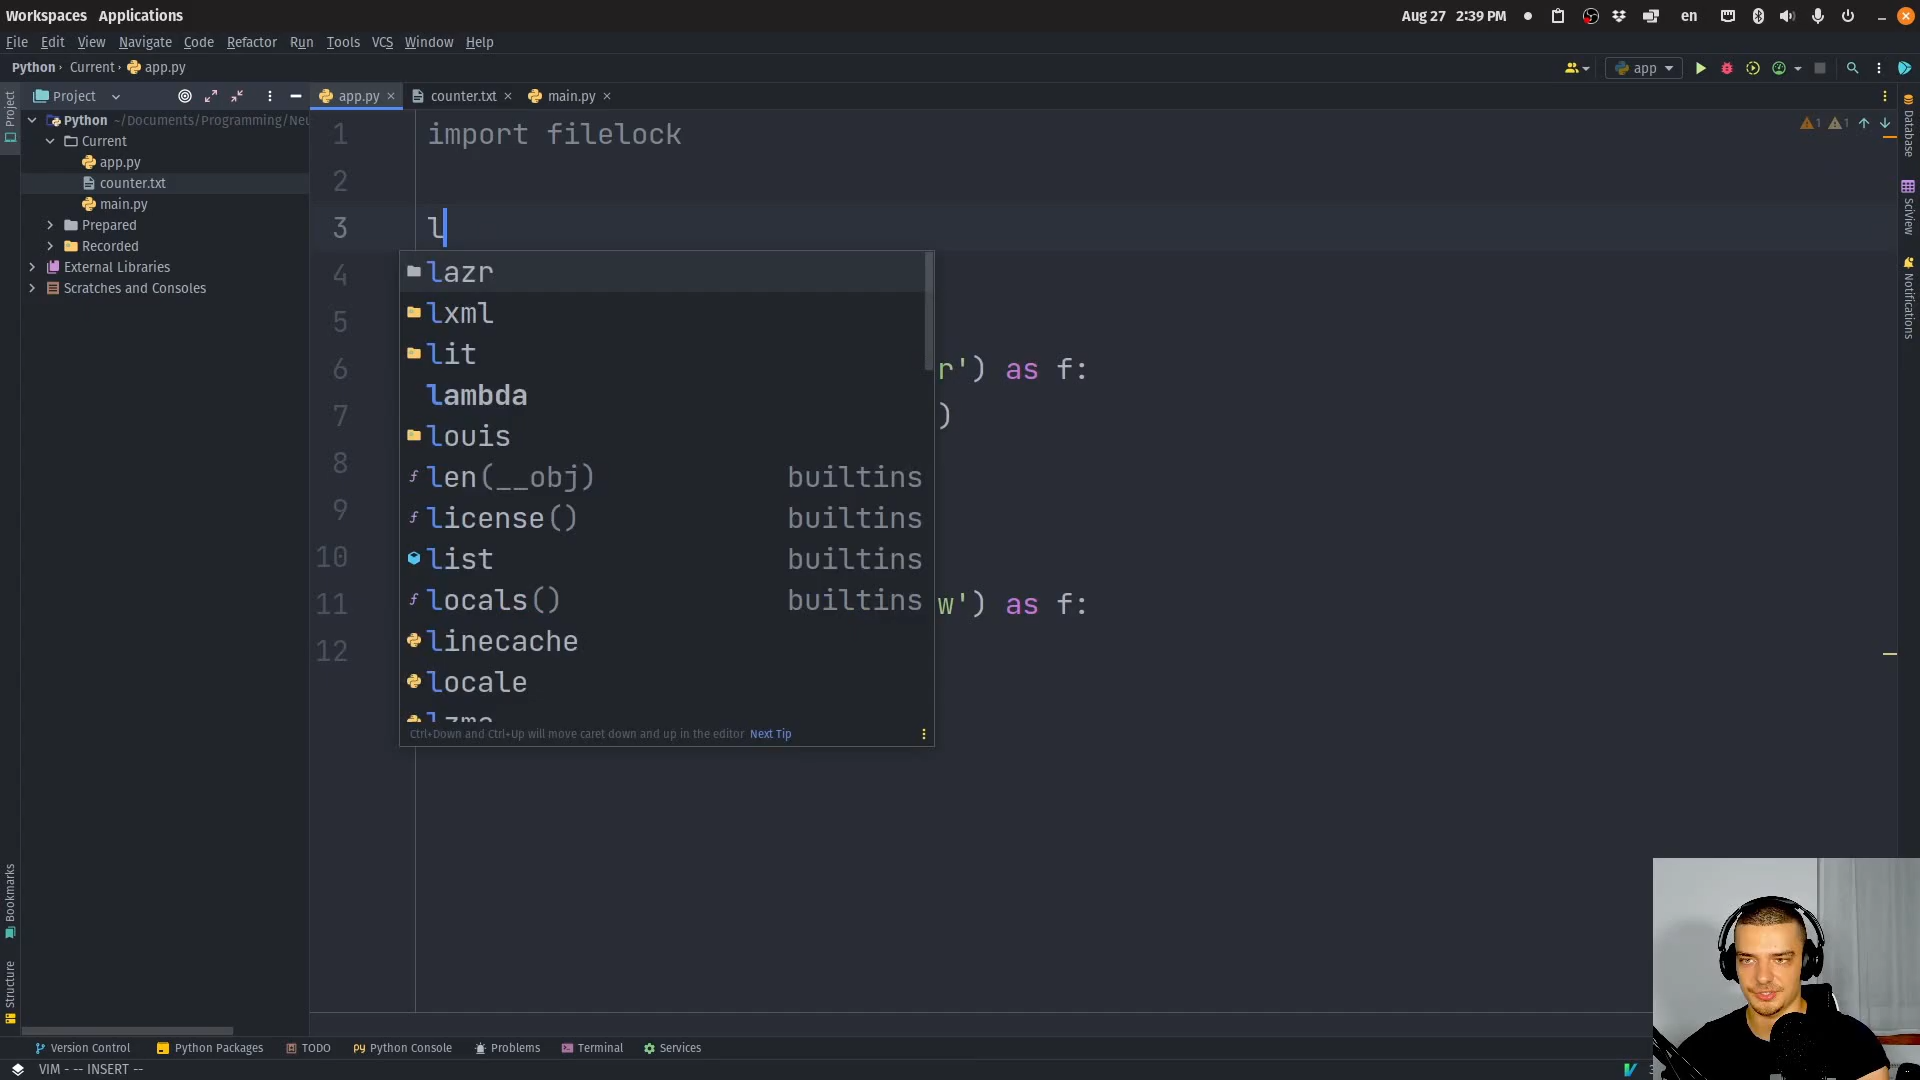 Workspaces Applications
Aug 27 2:39 PM
en
File Edit View Navigate Code Refactor Run Tools VCS Window Help
Python › Current › app.py
app
Project
app.py
counter.txt
main.py
1 1
Python ~/Documents/Programming/Neu
Current
app.py
counter.txt
main.py
Prepared
Recorded
External Libraries
Scratches and Consoles
Project
Bookmarks
Structure
Database
SciView
Notifications
1 import filelock
2
3 l
4
5
6 r') as f:
7 )
8
9
10
11 w') as f:
12
lazr
lxml
lit
lambda
louis
len(__obj) builtins
license() builtins
list builtins
locals() builtins
linecache
locale
lzma
Ctrl+Down and Ctrl+Up will move caret down and up in the editor Next Tip
Version Control Python Packages TODO Python Console Problems Terminal Services
VIM - -- INSERT --